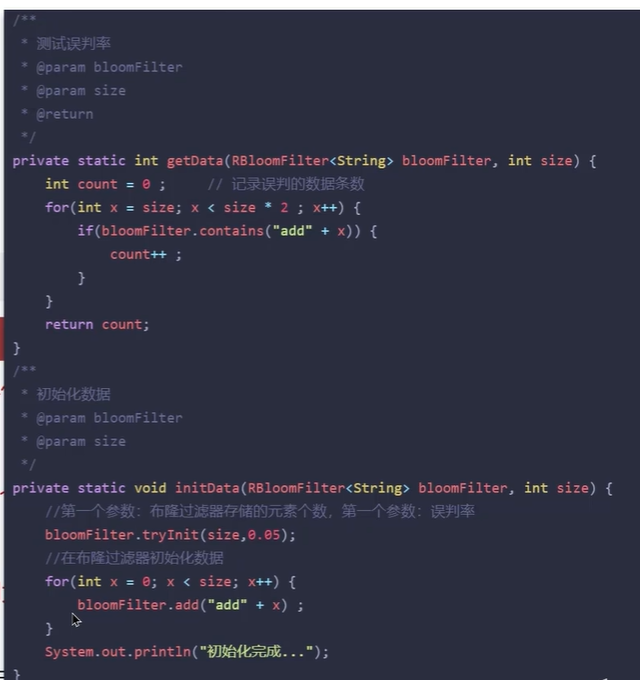 /**
 * 测试误判率
 * @param bloomFilter
 * @param size
 * @return
 */
private static int getData(RBloomFilter<String> bloomFilter, int size) {
    int count = 0 ;     // 记录误判的数据条数
    for(int x = size; x < size * 2 ; x++) {
        if(bloomFilter.contains("add" + x)) {
            count++ ;
        }
    }
    return count;
}
/**
 * 初始化数据
 * @param bloomFilter
 * @param size
 */
private static void initData(RBloomFilter<String> bloomFilter, int size) {
    //第一个参数：布隆过滤器存储的元素个数，第一个参数：误判率
    bloomFilter.tryInit(size,0.05);
    //在布隆过滤器初始化数据
    for(int x = 0; x < size; x++) {
        bloomFilter.add("add" + x) ;
    }
    System.out.println("初始化完成...");
}